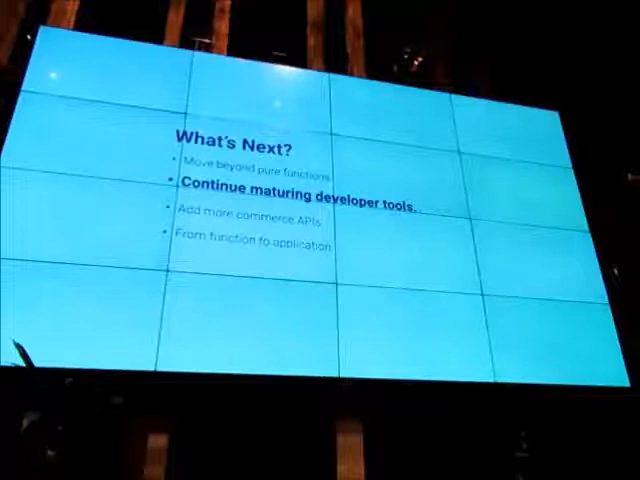 What's Next?
• Move beyond pure functions
• Continue maturing developer tools.
• Add more commerce APIs
• From function to application